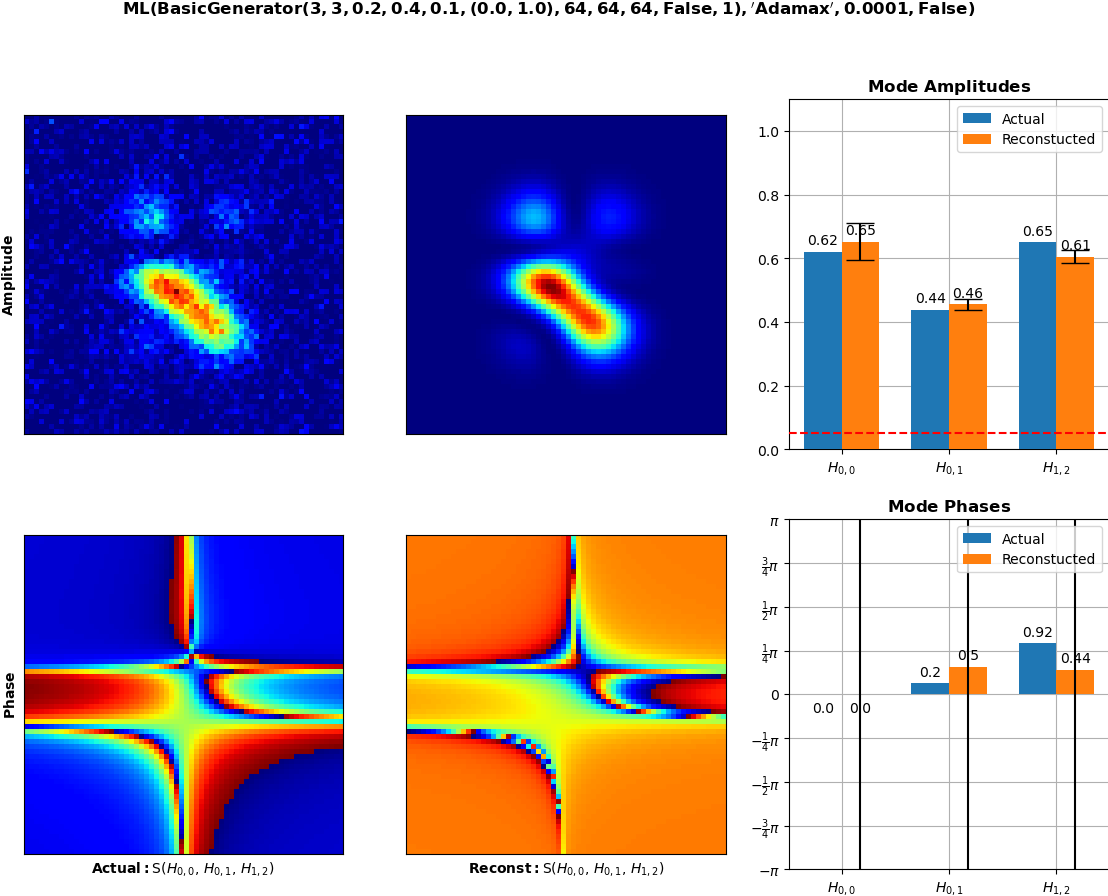 ML(BasicGenerator(3, 3, 0.2, 0.4, 0.1, (0.0, 1.0), 64, 64, 64, False, 1), ′Adamax′, 0.0001, False)
Amplitude
Mode Amplitudes
Actual
Reconstucted
1.0
0.8
0.6
0.4
0.2
0.0
0.62
0.65
0.44
0.46
0.65
0.61
H0,0
H0,1
H1,2
Phase
Actual: S(H0,0, H0,1, H1,2)
Reconst: S(H0,0, H0,1, H1,2)
Mode Phases
Actual
Reconstucted
π
3/4π
1/2π
1/4π
0
−1/4π
−1/2π
−3/4π
−π
0.0
0.0
0.2
0.5
0.92
0.44
H0,0
H0,1
H1,2